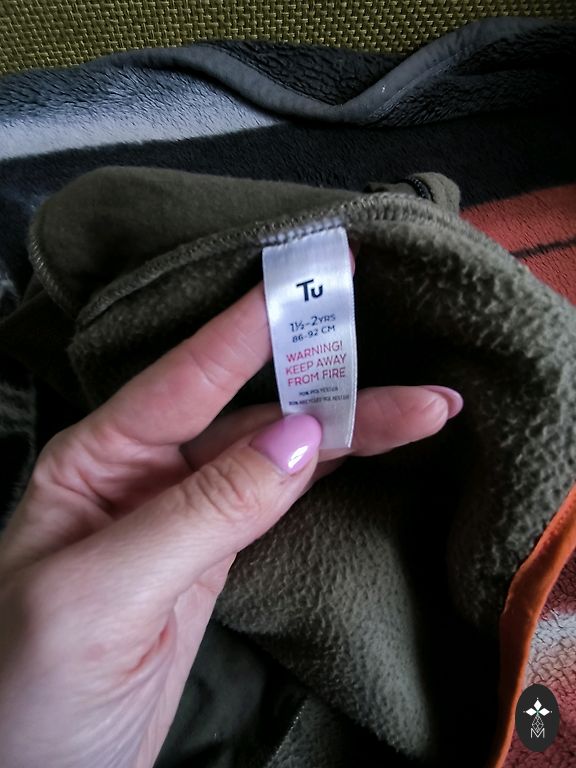 Tu
1½-2YRS
86-92 CM
WARNING!
KEEP AWAY
FROM FIRE
M